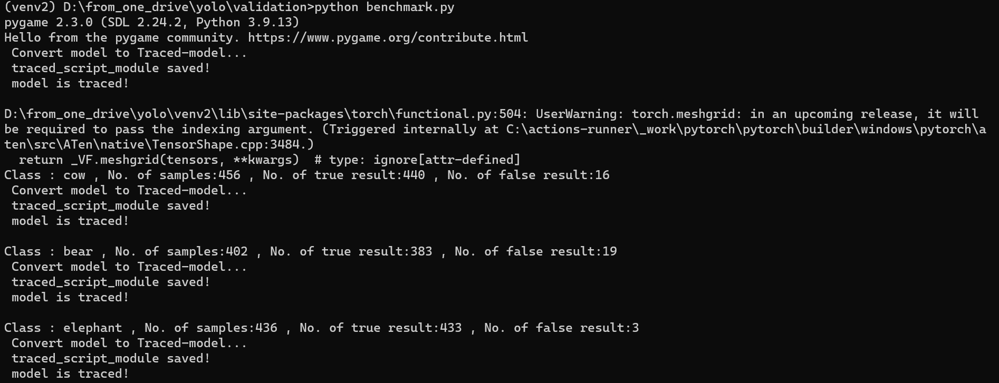 (venv2) D:\from_one_drive\yolo\validation>python benchmark.py
pygame 2.3.0 (SDL 2.24.2, Python 3.9.13)
Hello from the pygame community. https://www.pygame.org/contribute.html
 Convert model to Traced-model...
 traced_script_module saved!
 model is traced!

D:\from_one_drive\yolo\venv2\lib\site-packages\torch\functional.py:504: UserWarning: torch.meshgrid: in an upcoming release, it will
be required to pass the indexing argument. (Triggered internally at C:\actions-runner\_work\pytorch\pytorch\builder\windows\pytorch\a
ten\src\ATen\native\TensorShape.cpp:3484.)
  return _VF.meshgrid(tensors, **kwargs)  # type: ignore[attr-defined]
Class : cow , No. of samples:456 , No. of true result:440 , No. of false result:16
 Convert model to Traced-model...
 traced_script_module saved!
 model is traced!

Class : bear , No. of samples:402 , No. of true result:383 , No. of false result:19
 Convert model to Traced-model...
 traced_script_module saved!
 model is traced!

Class : elephant , No. of samples:436 , No. of true result:433 , No. of false result:3
 Convert model to Traced-model...
 traced_script_module saved!
 model is traced!